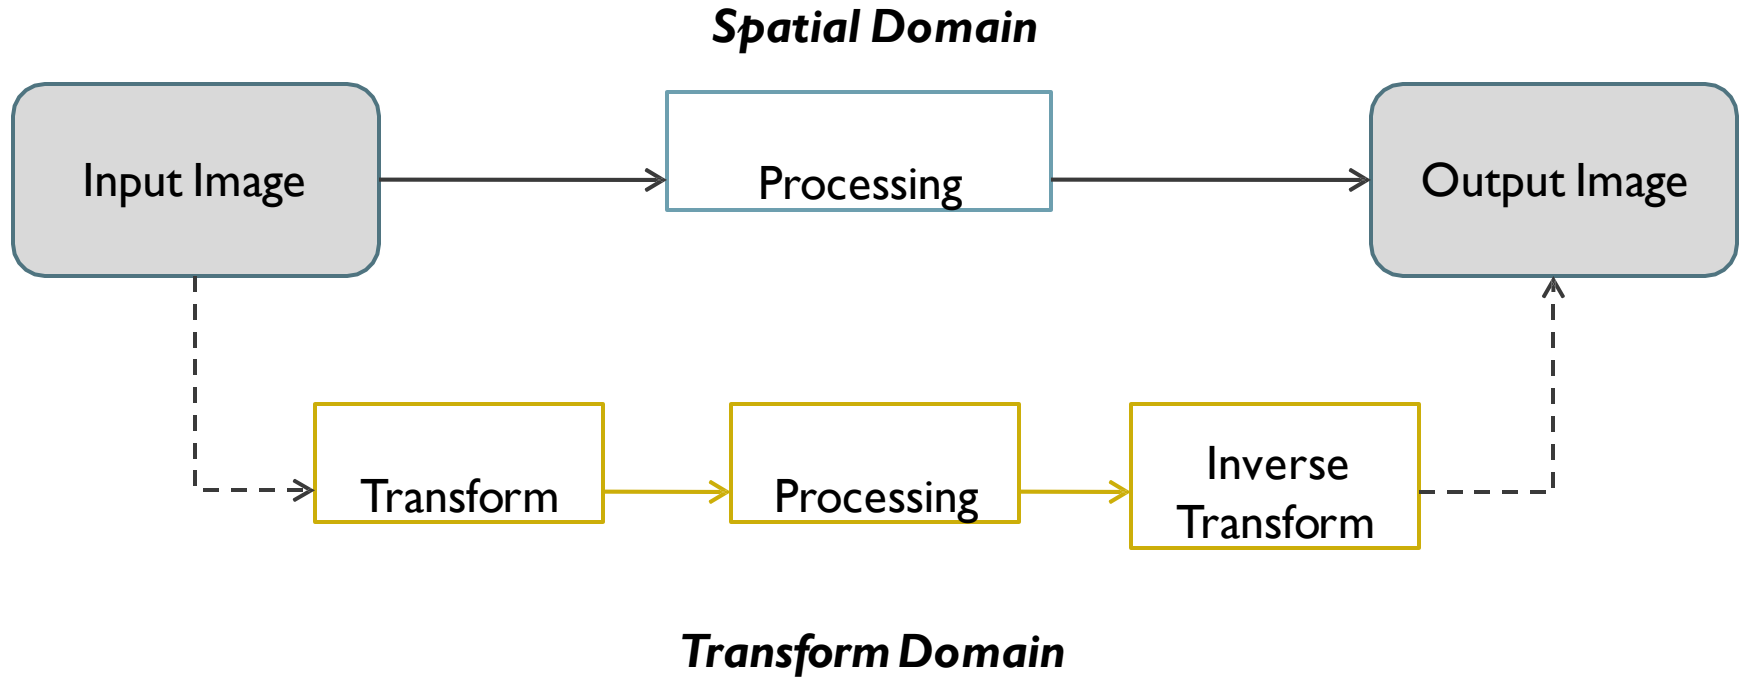 Spatial Domain
Input Image
Processing
Output Image
Transform
Processing
Inverse
Transform
Transform Domain